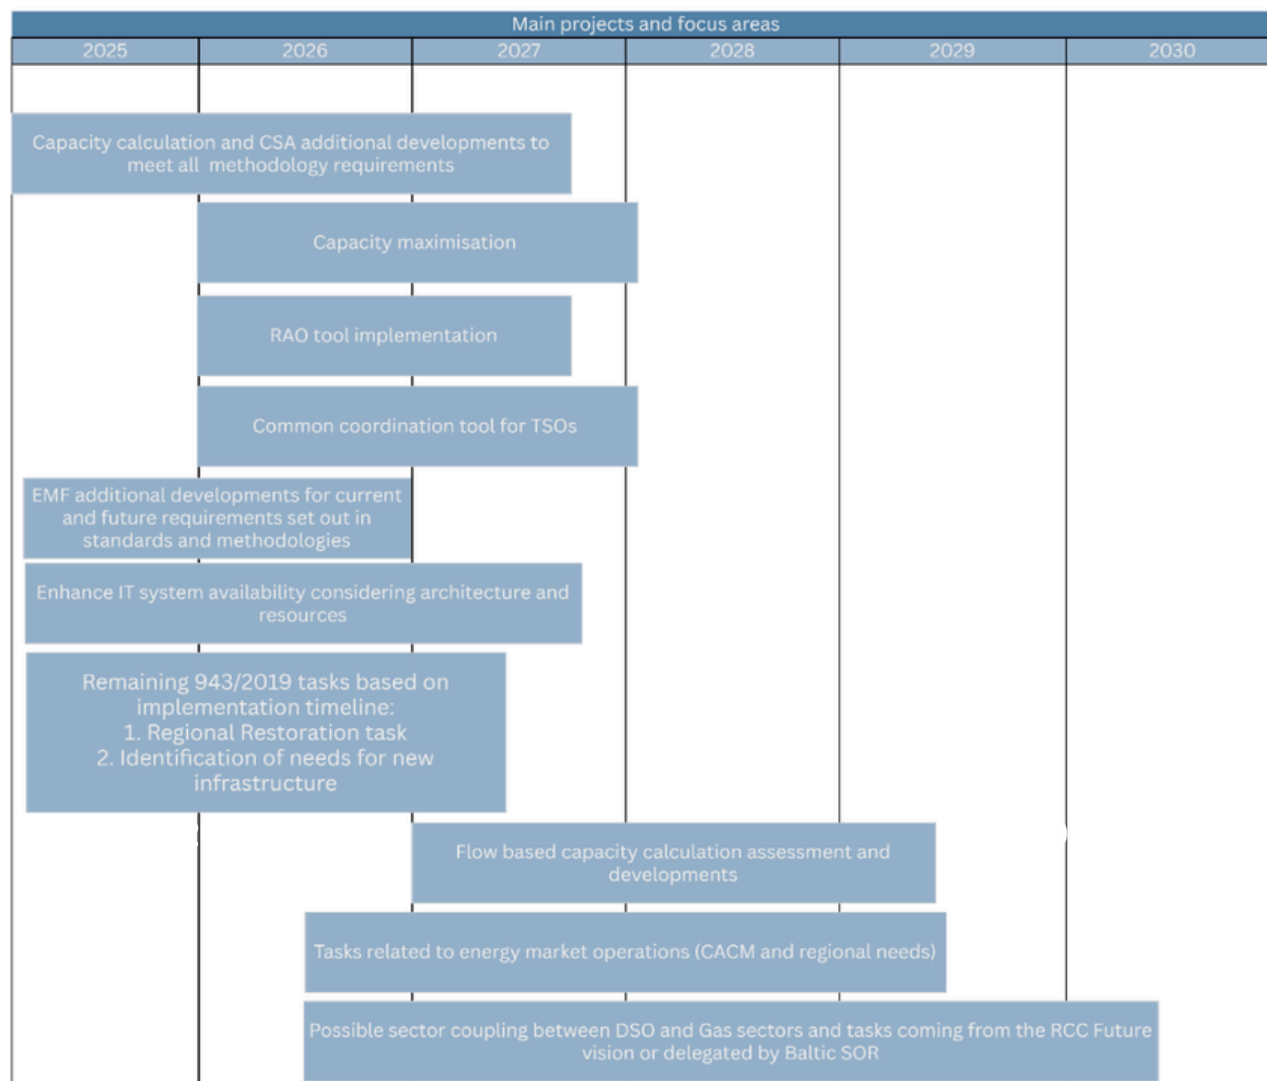 Main projects and focus areas
2025 2026 2027 2028 2029 2030
Capacity calculation and CSA additional developments to
meet all methodology requirements
Capacity maximisation
RAO tool implementation
Common coordination tool for TSOs
EMF additional developments for current
and future requirements set out in
standards and methodologies
Enhance IT system availability considering architecture and
resources
Remaining 943/2019 tasks based on
implementation timeline:
1. Regional Restoration task
2. Identification of needs for new
infrastructure
Flow based capacity calculation assessment and
developments
Tasks related to energy market operations (CACM and regional needs)
Possible sector coupling between DSO and Gas sectors and tasks coming from the RCC Future
vision or delegated by Baltic SOR